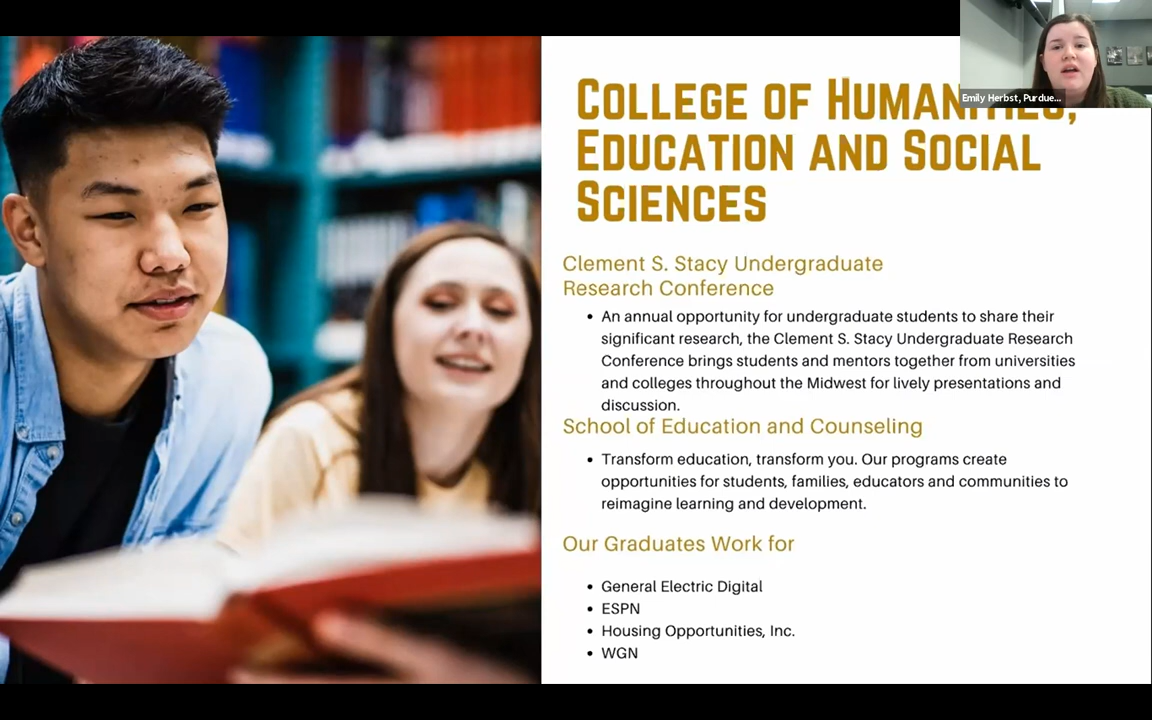 Emily Herbst, Purdue...
College of Humanities,
Education and Social
Sciences
Clement S. Stacy Undergraduate
Research Conference
• An annual opportunity for undergraduate students to share their
significant research, the Clement S. Stacy Undergraduate Research
Conference brings students and mentors together from universities
and colleges throughout the Midwest for lively presentations and
discussion.
School of Education and Counseling
• Transform education, transform you. Our programs create
opportunities for students, families, educators and communities to
reimagine learning and development.
Our Graduates Work for
• General Electric Digital
• ESPN
• Housing Opportunities, Inc.
• WGN